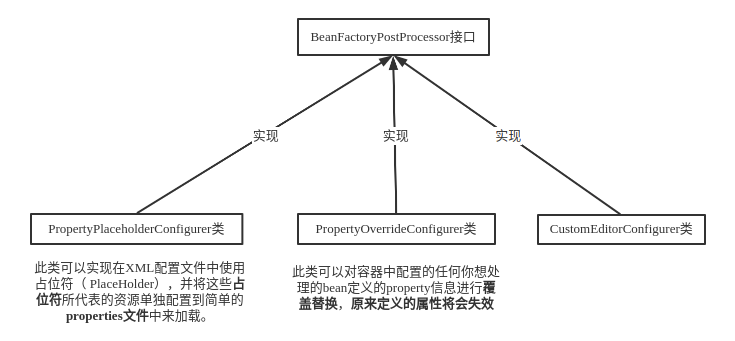 BeanFactoryPostProcessor接口
实现
实现
实现
PropertyPlaceholderConfigurer类
PropertyOverrideConfigurer类
CustomEditorConfigurer类
此类可以实现在XML配置文件中使用
占位符（ PlaceHolder），并将这些占
位符所代表的资源单独配置到简单的
properties文件中来加载。
此类可以对容器中配置的任何你想处
理的bean定义的property信息进行覆
盖替换，原来定义的属性将会失效